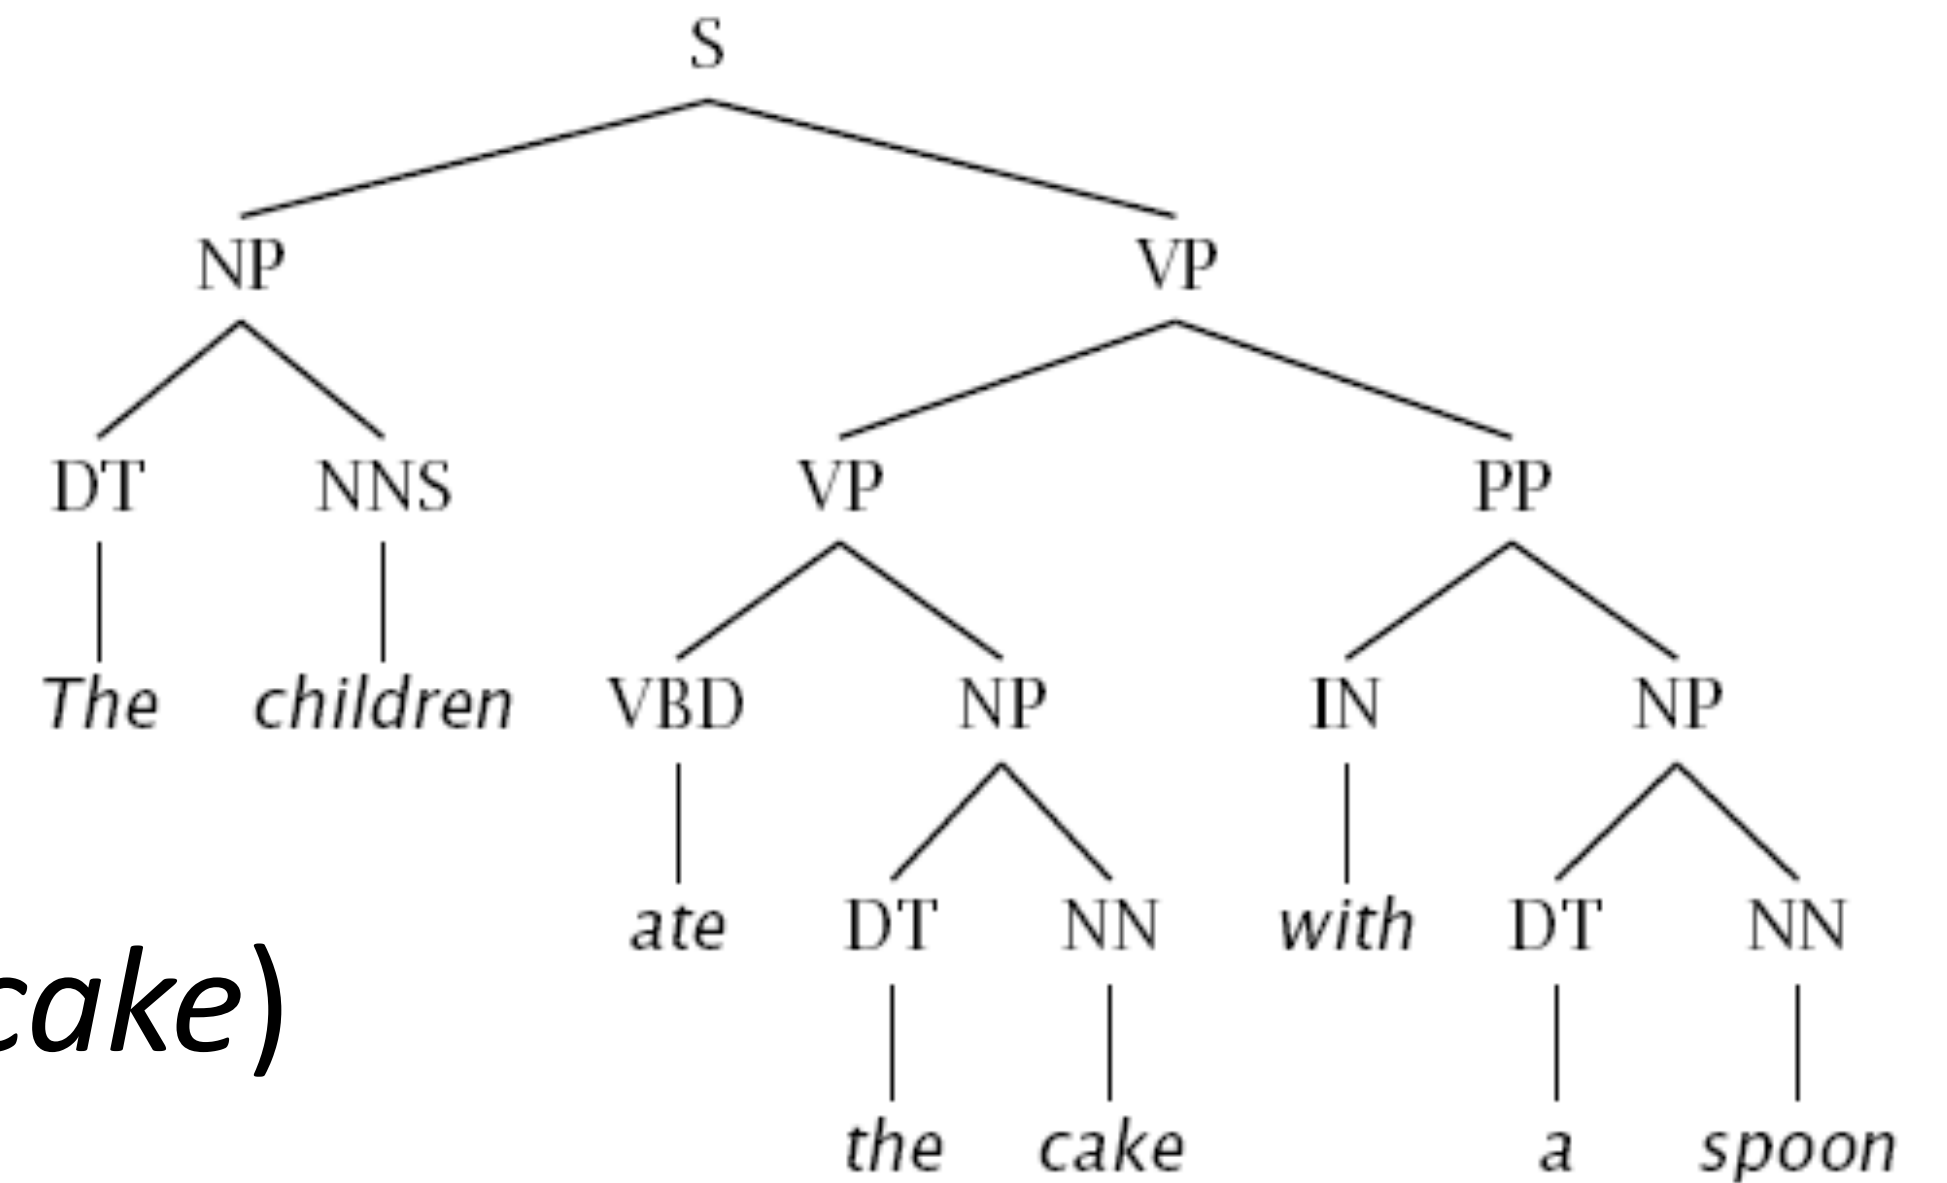 S
NP VP
DT NNS VP PP
The children VBD NP IN NP
ate DT NN with DT NN
cake)
the cake a spoon